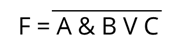 F = A & B V C